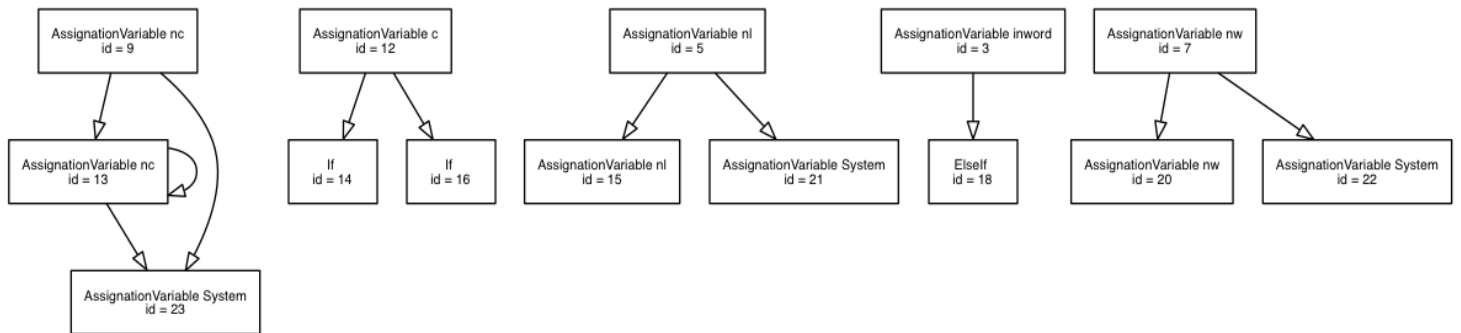 AssignationVariable nc
id = 9
AssignationVariable c
id = 12
AssignationVariable nl
id = 5
AssignationVariable inword
id = 3
AssignationVariable nw
id = 7
AssignationVariable nc
id = 13
If
id = 14
If
id = 16
AssignationVariable nl
id = 15
AssignationVariable System
id = 21
ElseIf
id = 18
AssignationVariable nw
id = 20
AssignationVariable System
id = 22
AssignationVariable System
id = 23